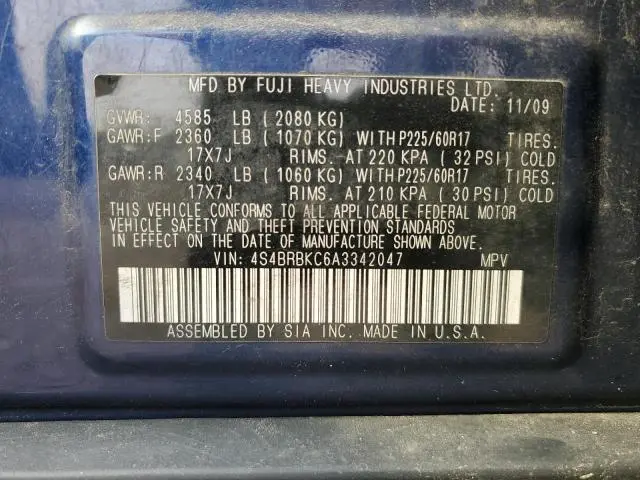 MFD BY FUJI HEAVY INDUSTRIES LTD.
DATE: 11/09
GVWR: 4585 LB (2080 KG)
GAWR:F 2360 LB (1070 KG) WITH P225/60R17 TIRES.
17X7J RIMS. AT 220 KPA (32 PSI) COLD
GAWR:R 2340 LB (1060 KG) WITH P225/60R17 TIRES.
17X7J RIMS. AT 210 KPA (30 PSI) COLD
THIS VEHICLE CONFORMS TO ALL APPLICABLE FEDERAL MOTOR
VEHICLE SAFETY AND THEFT PREVENTION STANDARDS
IN EFFECT ON THE DATE OF MANUFACTURE SHOWN ABOVE.
VIN: 4S4BRBKC6A3342047 MPV
ASSEMBLED BY SIA INC. MADE IN U.S.A.